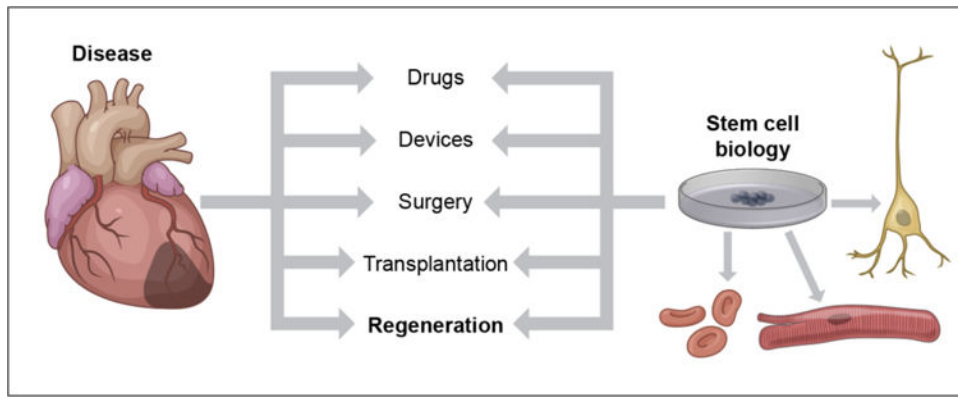 Disease
Drugs
Devices
Surgery
Transplantation
Regeneration
Stem cell
biology